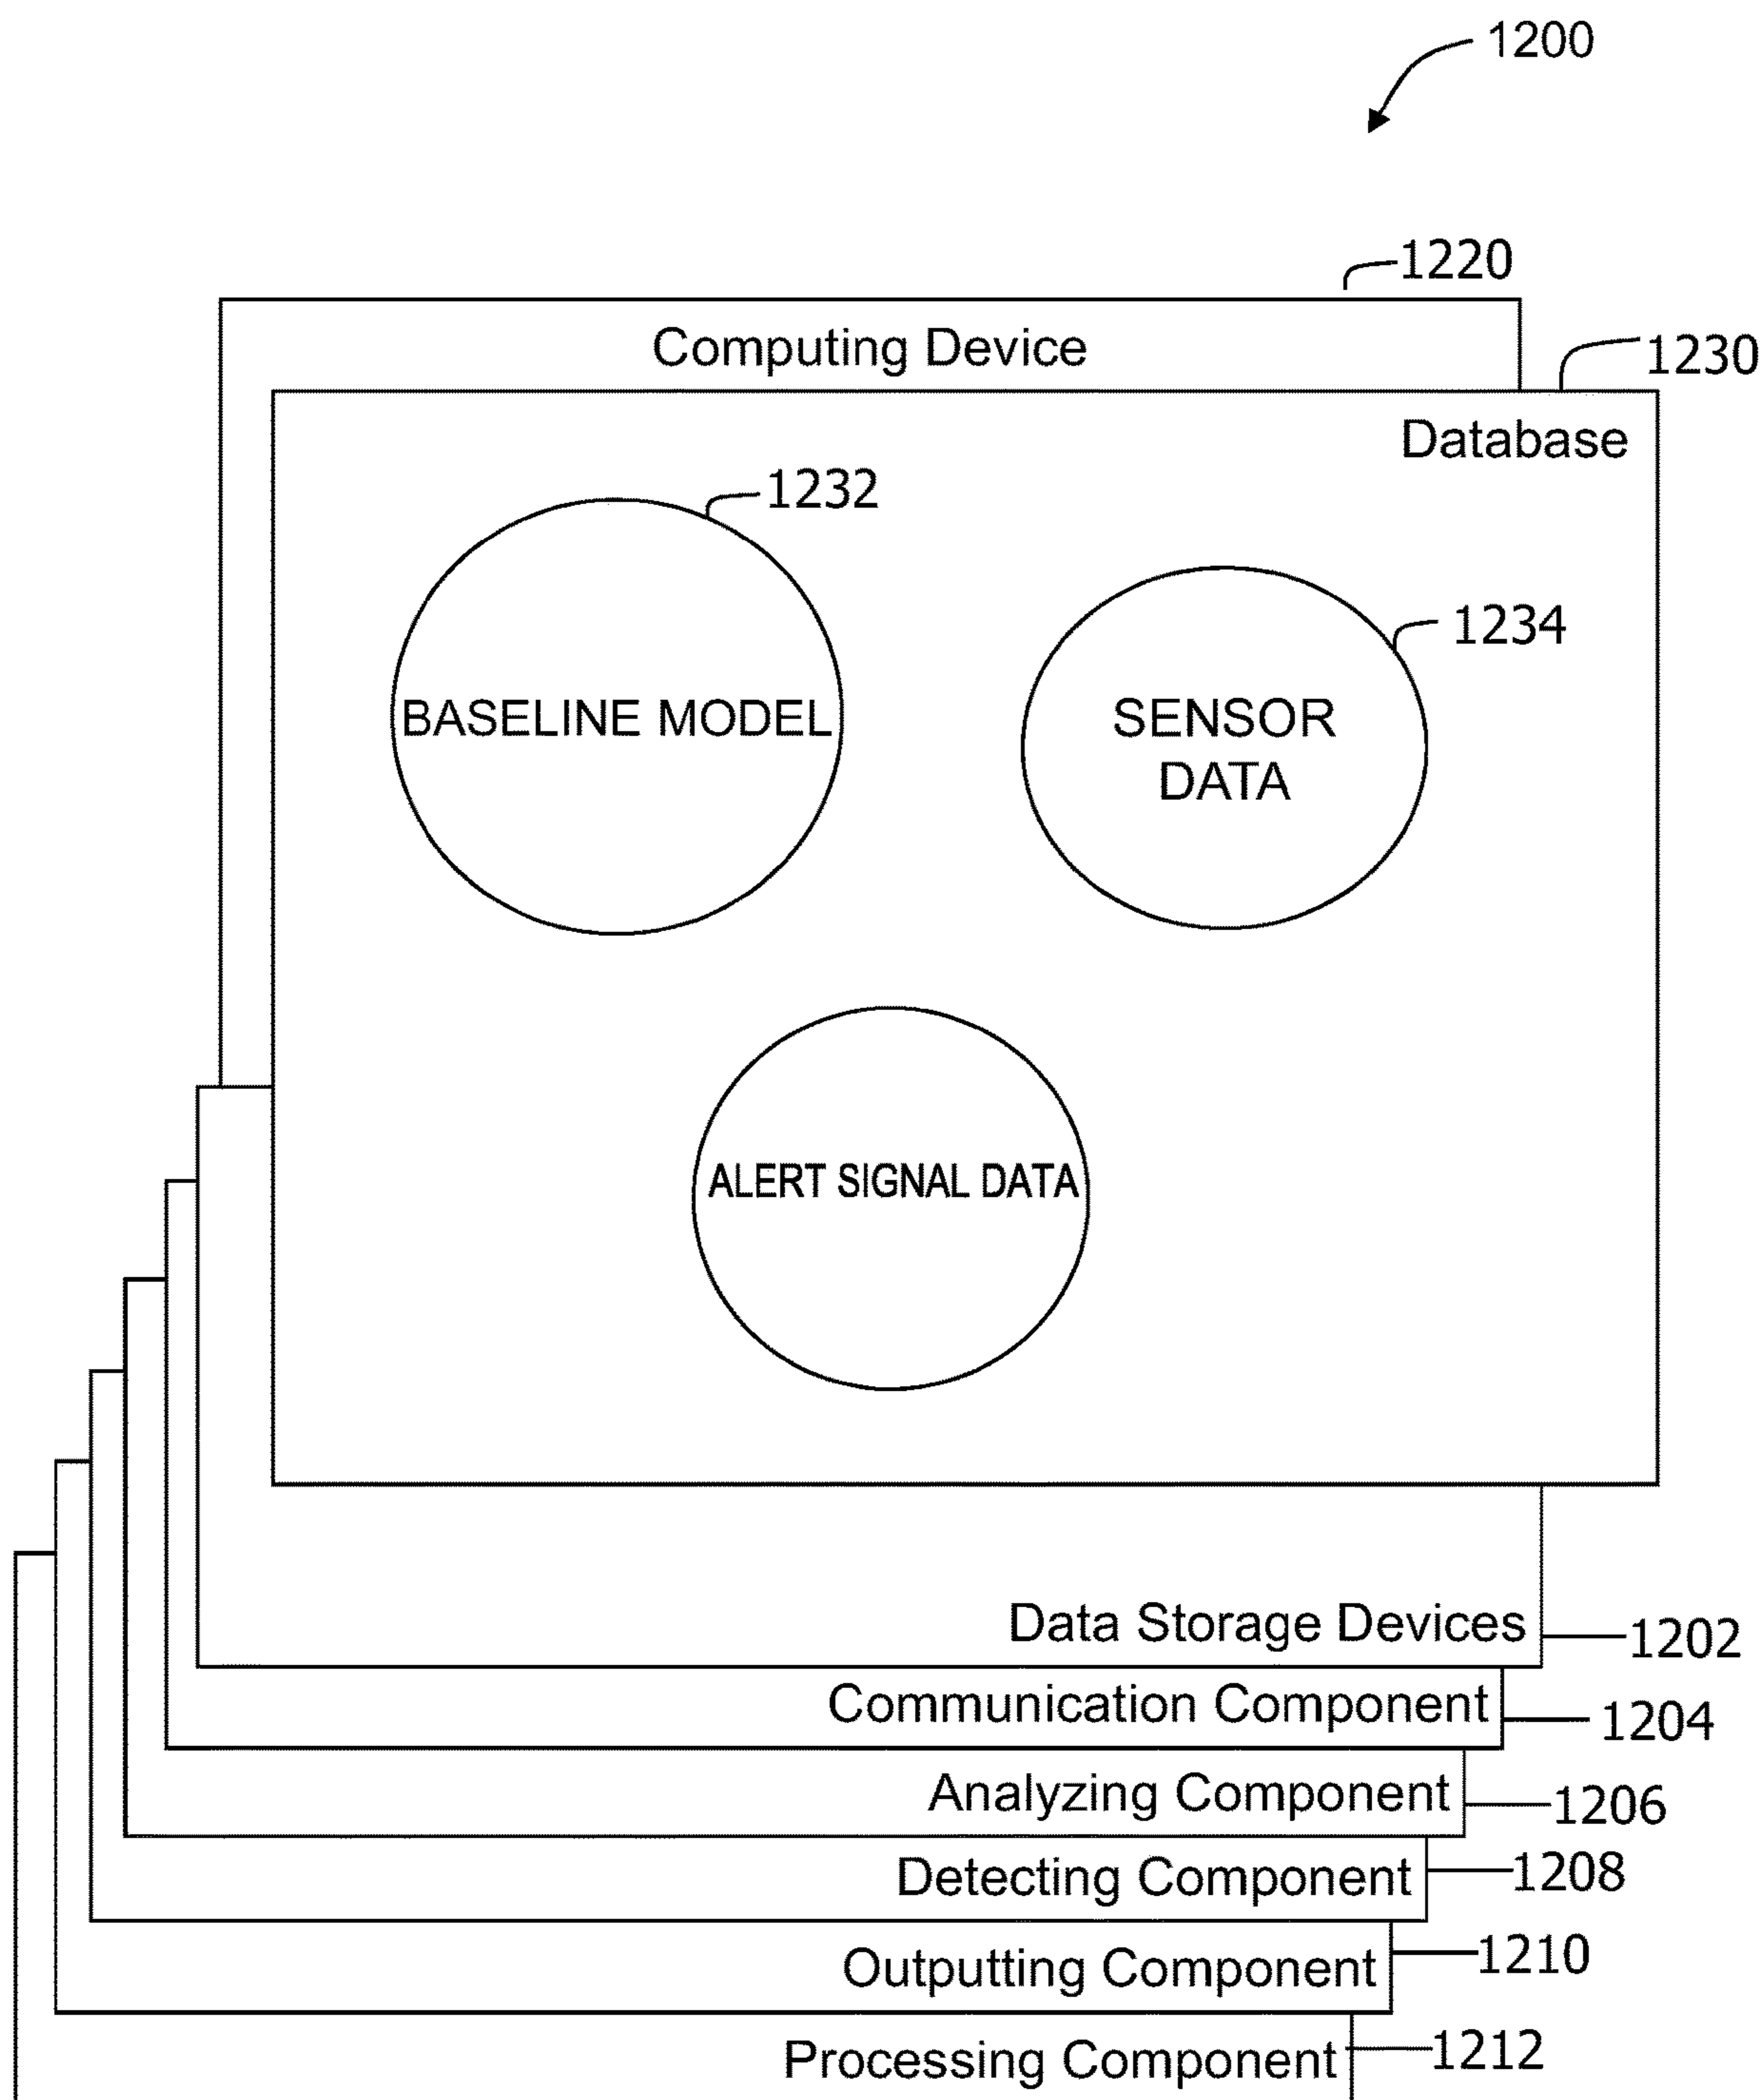 1200
1220
Computing Device
1230
Database
1232
1234
BASELINE MODEL
SENSOR
DATA
ALERT SIGNAL DATA
Data Storage Devices
1202
Communication Component
1204
Analyzing Component
1206
Detecting Component
1208
Outputting Component
1210
Processing Component
1212